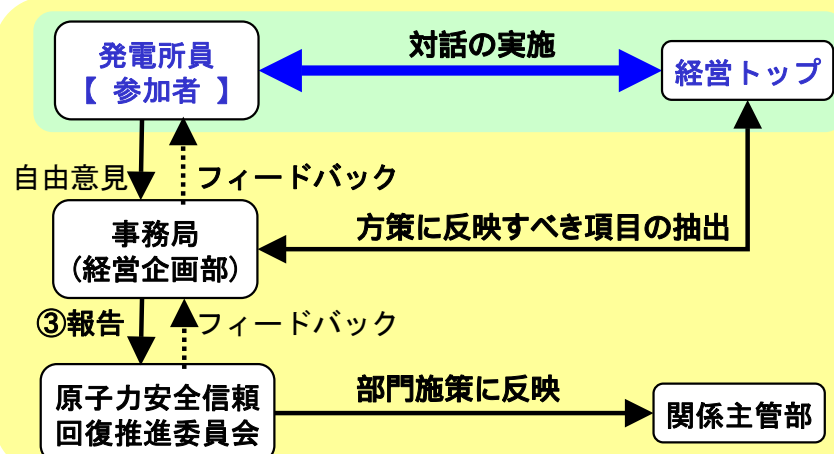 発電所員
【 参加者 】
対話の実施
経営トップ
自由意見
フィードバック
事務局
(経営企画部)
方策に反映すべき項目の抽出
③報告
フィードバック
原子力安全信頼
回復推進委員会
部門施策に反映
関係主管部